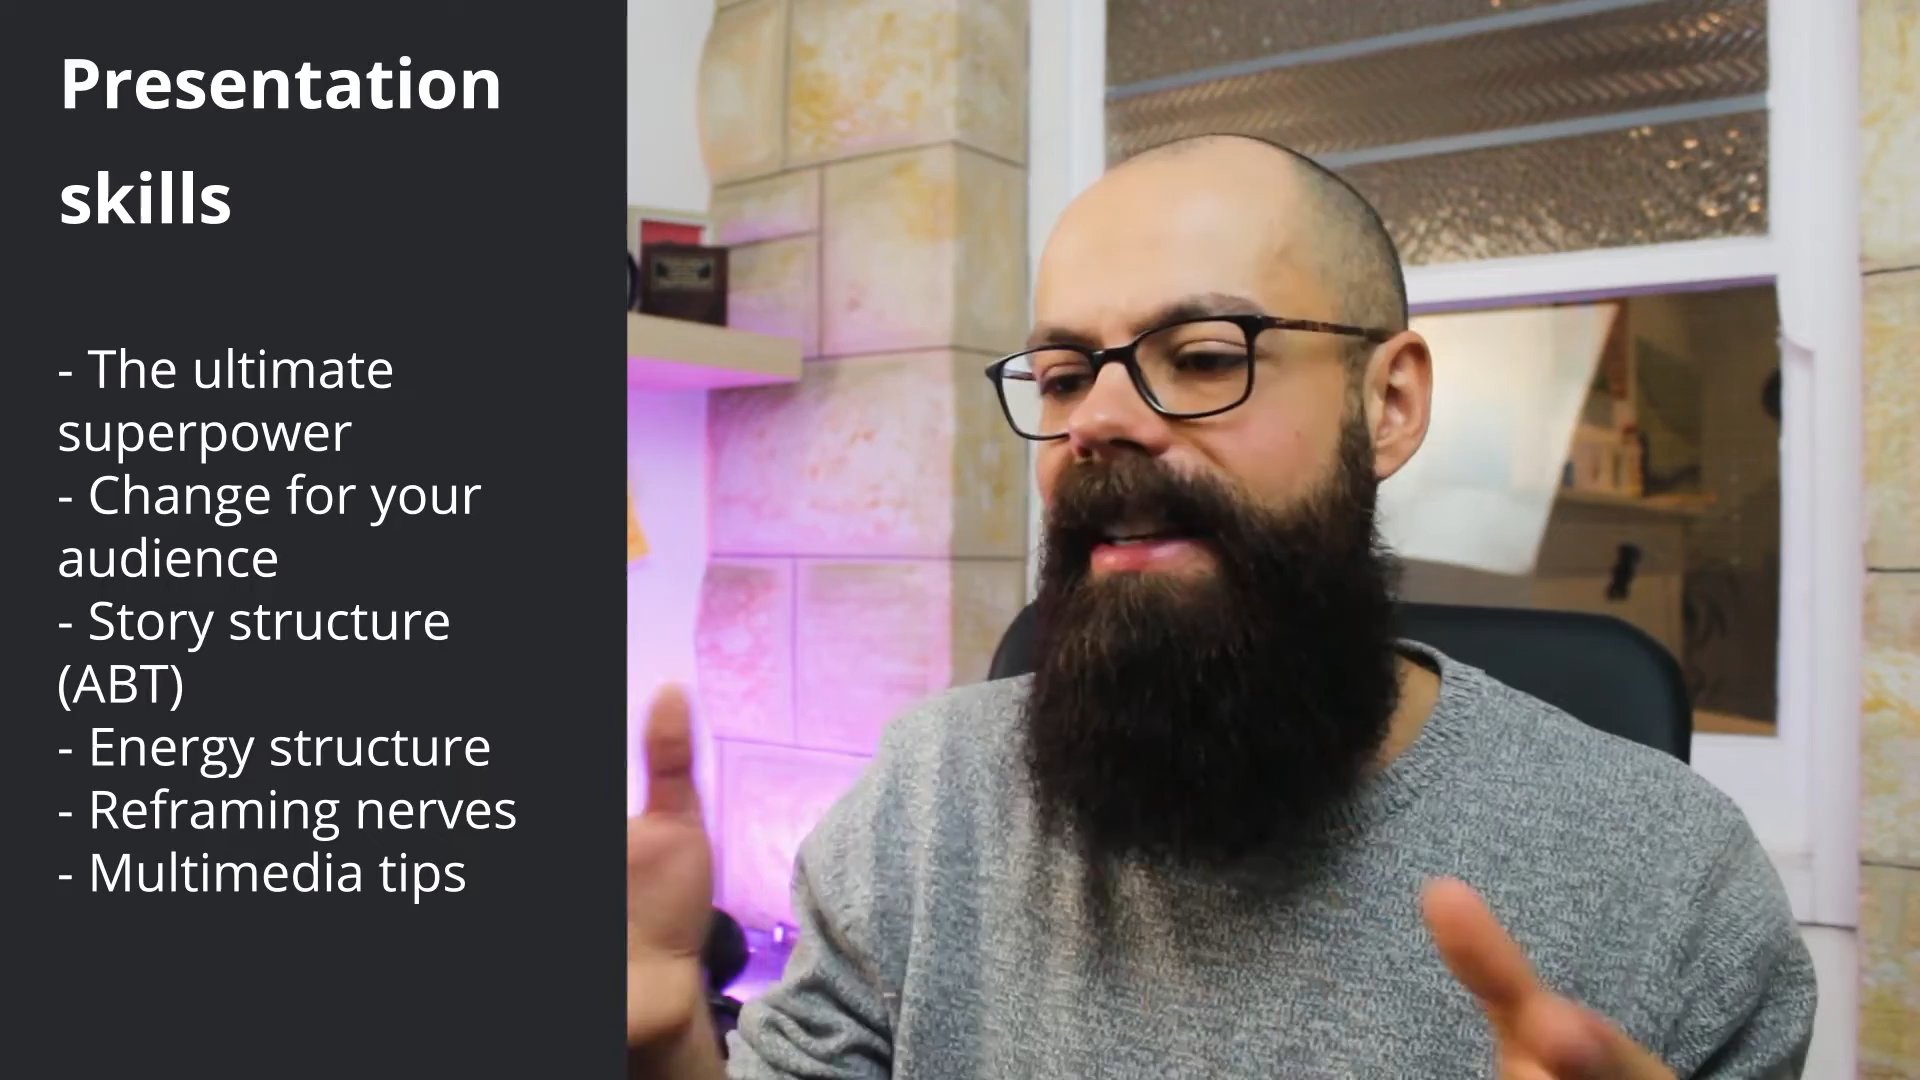 Presentation
skills
- The ultimate
superpower
- Change for your
audience
- Story structure
(ABT)
- Energy structure
- Reframing nerves
- Multimedia tips